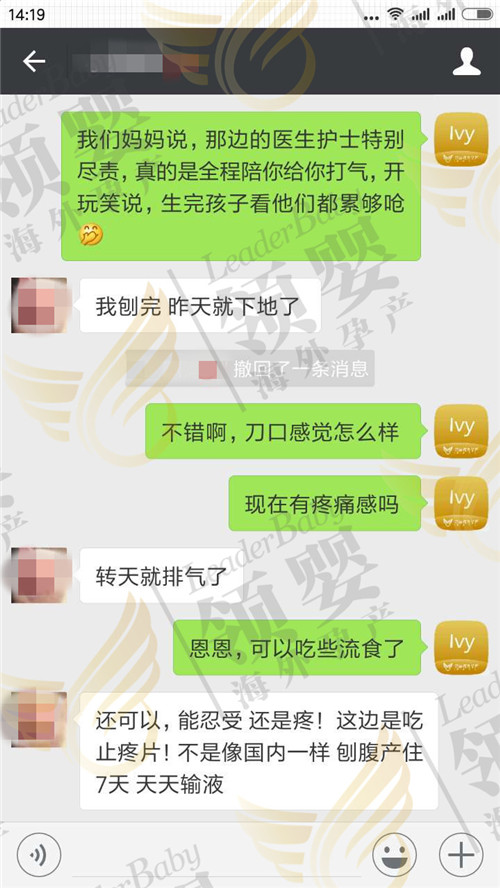 14:19
我们妈妈说，那边的医生护士特别
尽责，真的是全程陪你给你打气，开
玩笑说，生完孩子看他们都累够呛
Ivy
我刨完 昨天就下地了
撤回了一条消息
不错啊，刀口感觉怎么样
Ivy
现在有疼痛感吗
Ivy
转天就排气了
恩恩，可以吃些流食了
Ivy
还可以，能忍受 还是疼！这边是吃
止疼片！不是像国内一样 刨腹产住
7天 天天输液
LeaderBaby
领婴
海外孕产